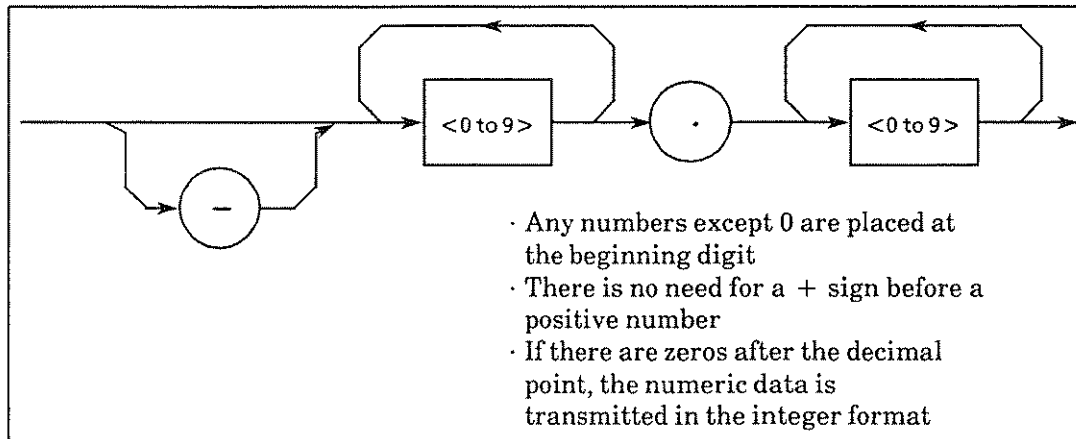 <0 to 9>
.
<0 to 9>
–
· Any numbers except 0 are placed at
the beginning digit
· There is no need for a + sign before a
positive number
· If there are zeros after the decimal
point, the numeric data is
transmitted in the integer format